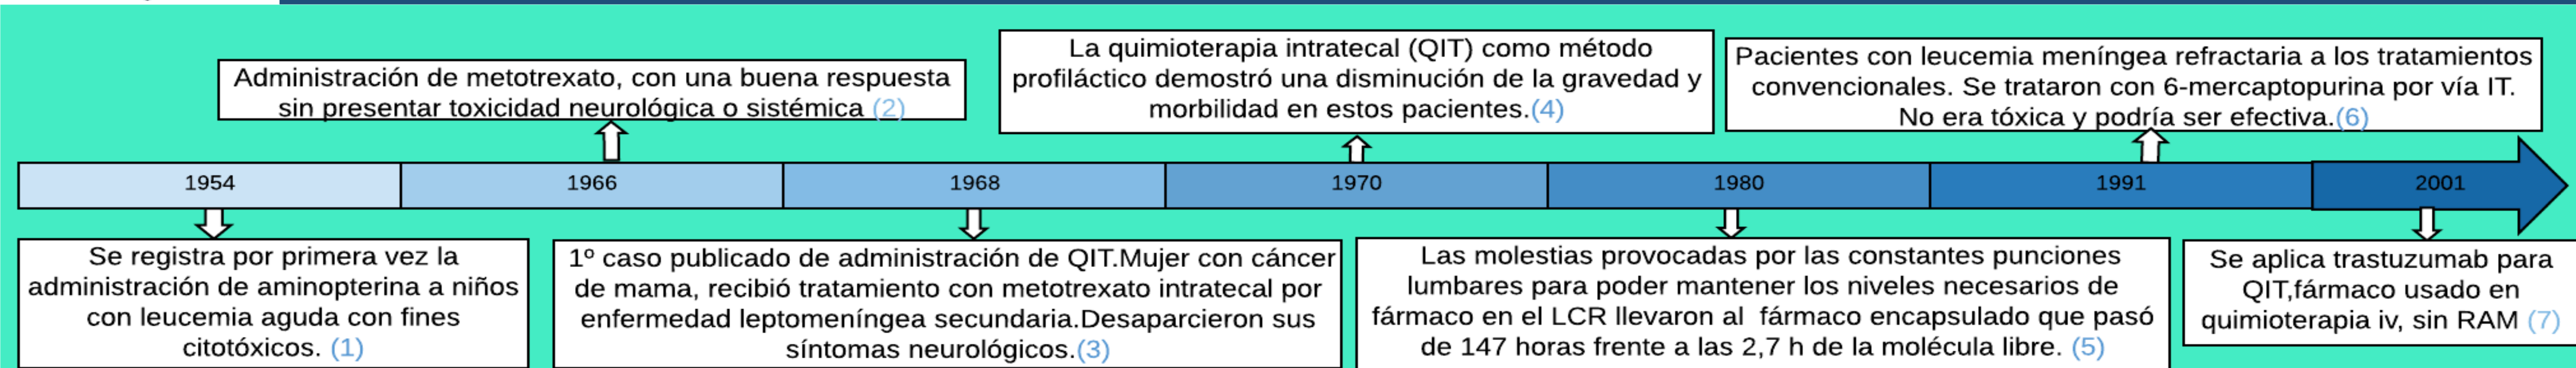 Administración de metotrexato, con una buena respuesta
sin presentar toxicidad neurológica o sistémica (2)
La quimioterapia intratecal (QIT) como método
profiláctico demostró una disminución de la gravedad y
morbilidad en estos pacientes.(4)
Pacientes con leucemia meníngea refractaria a los tratamientos
convencionales. Se trataron con 6-mercaptopurina por vía IT.
No era tóxica y podría ser efectiva.(6)
1954
1966
1968
1970
1980
1991
2001
Se registra por primera vez la
administración de aminopterina a niños
con leucemia aguda con fines
citotóxicos. (1)
1º caso publicado de administración de QIT.Mujer con cáncer
de mama, recibió tratamiento con metotrexato intratecal por
enfermedad leptomeníngea secundaria.Desaparcieron sus
síntomas neurológicos.(3)
Las molestias provocadas por las constantes punciones
lumbares para poder mantener los niveles necesarios de
fármaco en el LCR llevaron al fármaco encapsulado que pasó
de 147 horas frente a las 2,7 h de la molécula libre. (5)
Se aplica trastuzumab para
QIT,fármaco usado en
quimioterapia iv, sin RAM (7)